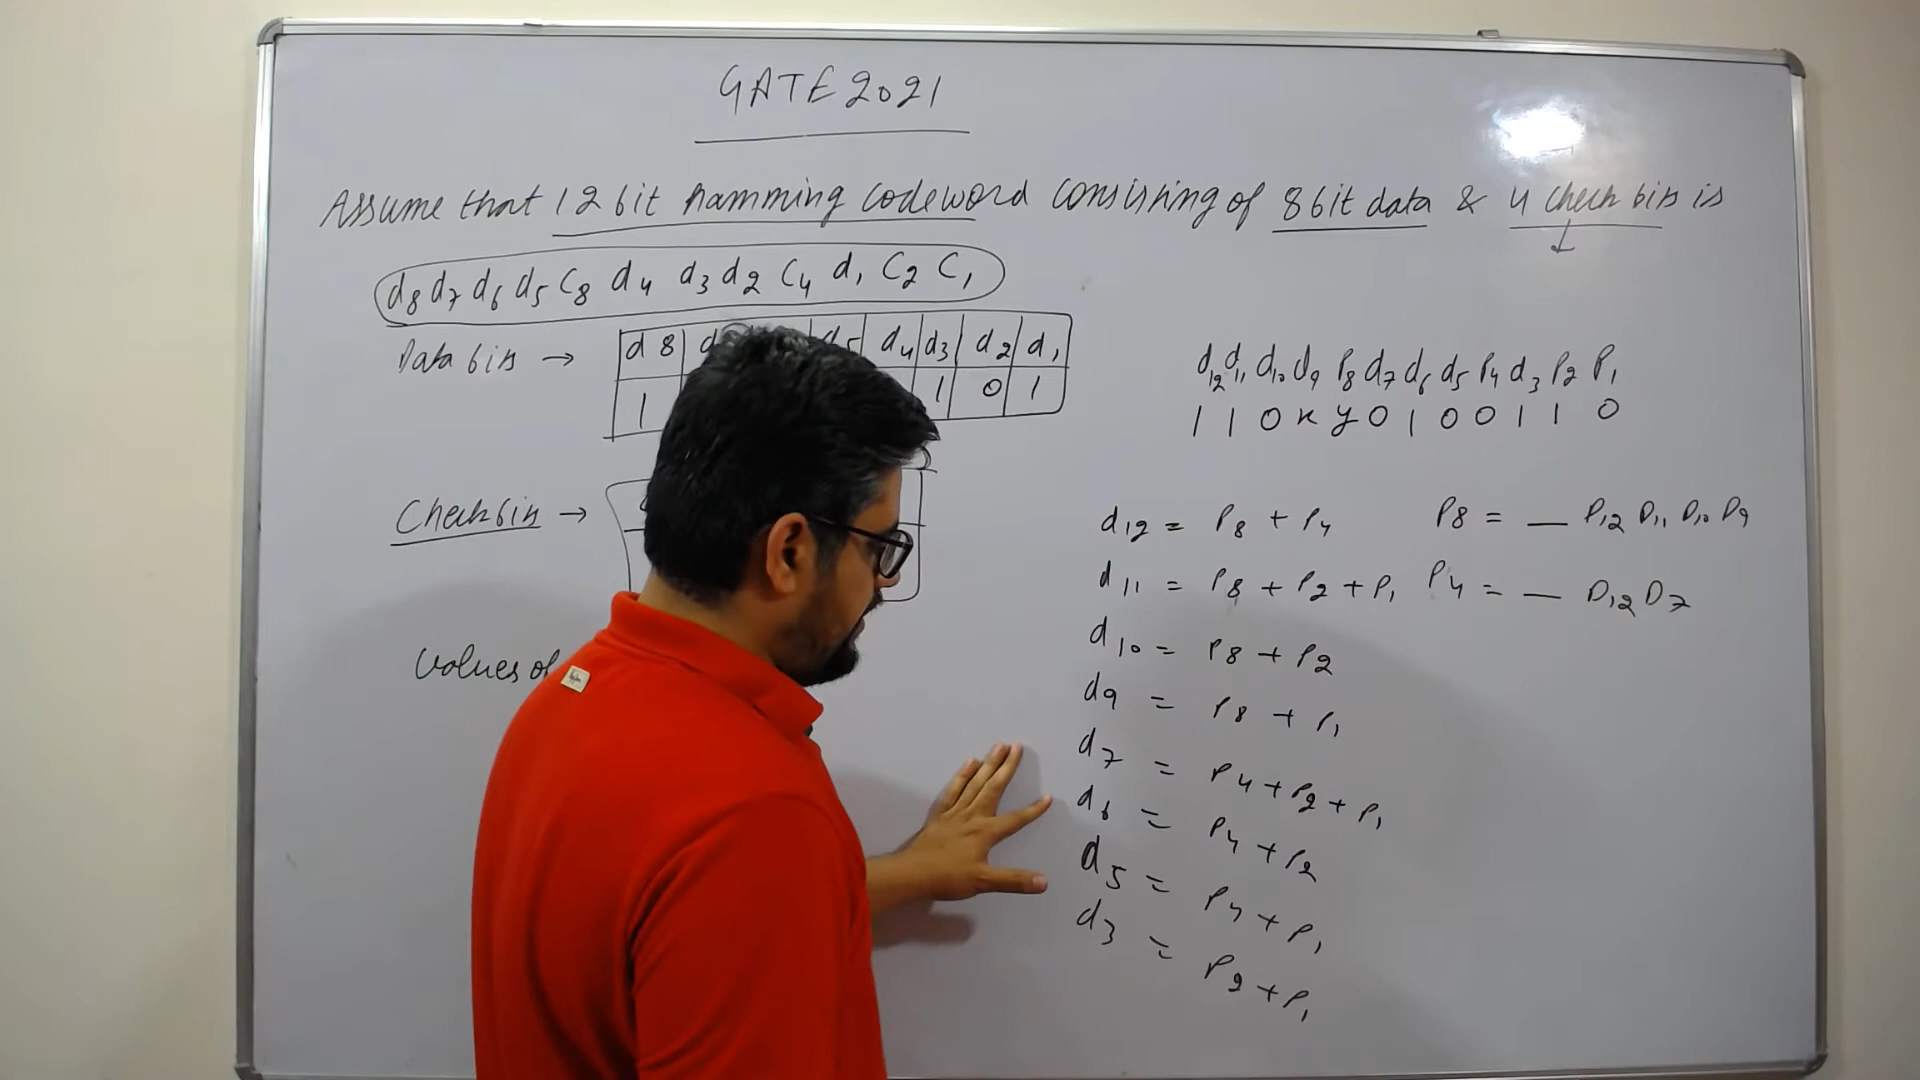 GATE 2021
Assume that 12 bit hamming codeword consisting of 8 bit data & 4 check bits is
d8 d7 d6 d5 C8 d4 d3 d2 C4 d1 C2 C1
Data bits → d8 d d5 d4 d3 d2 d1
1 1 0 1
Check bits →
Values of
d12 d11 d10 d9 P8 d7 d6 d5 P4 d3 P2 P1
1 1 0 x y 0 1 0 0 1 1 0
d12 = P8 + P4
d11 = P8 + P2 + P1
d10 = P8 + P2
d9 = P8 + P1
d7 = P4 + P2 + P1
d6 = P4 + P2
d5 = P4 + P1
d3 = P2 + P1
P8 = __ P12 D11 D10 D9
P4 = __ D12 D7